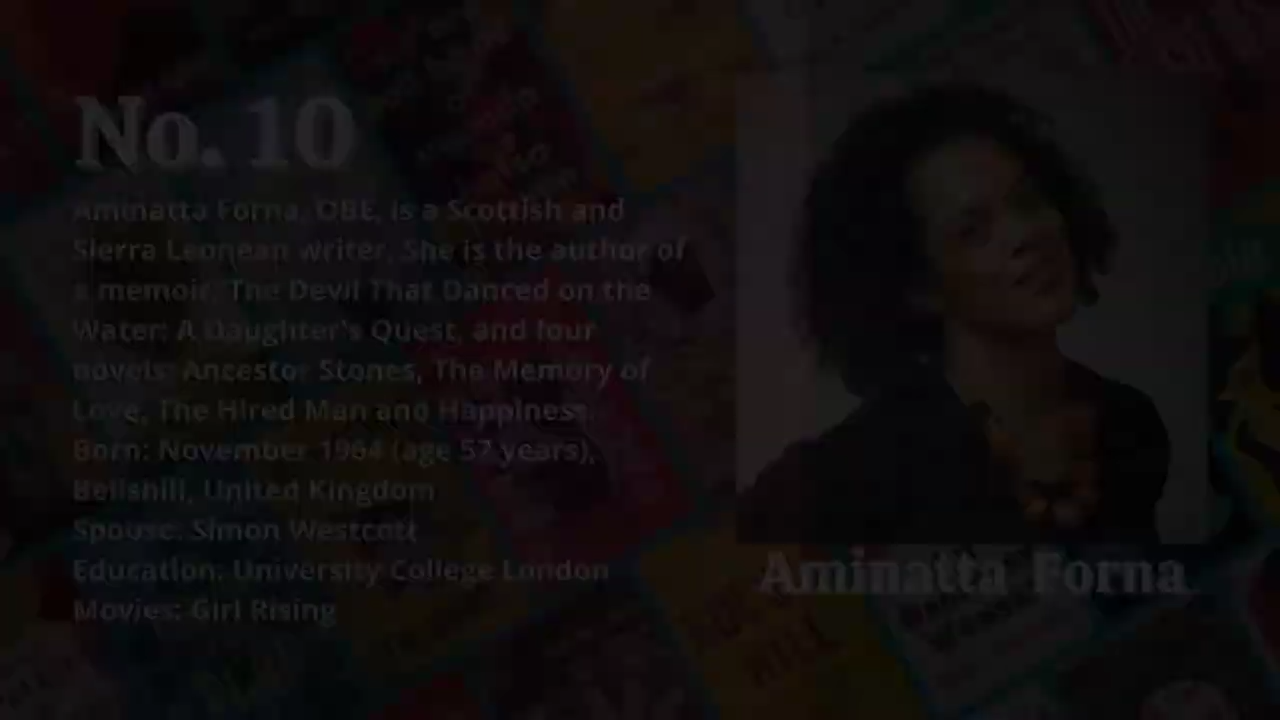 No. 10
Aminatta Forna, OBE, is a Scottish and
Sierra Leonean writer. She is the author of
a memoir, The Devil That Danced on the
Water: A Daughter's Quest, and four
novels: Ancestor Stones, The Memory of
Love, The Hired Man and Happiness.
Born: November 1964 (age 57 years),
Bellshill, United Kingdom
Spouse: Simon Westcott
Education: University College London
Movies: Girl Rising
Aminatta Forna